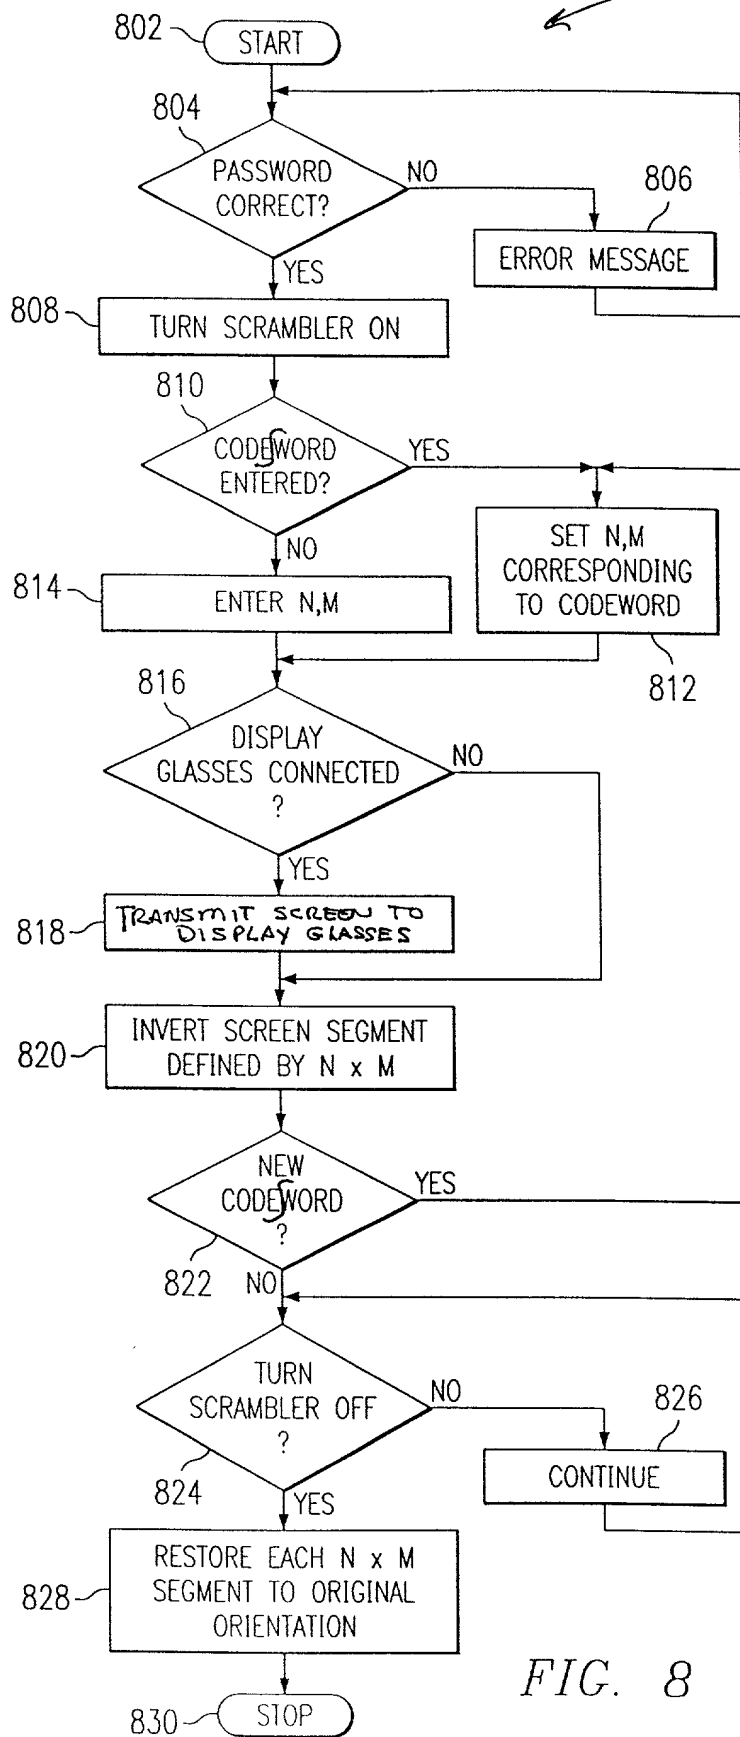 802
START
804
PASSWORD
CORRECT?
NO
806
ERROR MESSAGE
YES
808
TURN SCRAMBLER ON
810
CODEWORD
ENTERED?
YES
SET N,M
CORRESPONDING
TO CODEWORD
812
NO
814
ENTER N,M
816
DISPLAY
GLASSES CONNECTED
?
NO
YES
818
TRANSMIT SCREEN TO
DISPLAY GLASSES
820
INVERT SCREEN SEGMENT
DEFINED BY N x M
NEW
CODEWORD
?
YES
822
NO
TURN
SCRAMBLER OFF
?
NO
826
CONTINUE
824
YES
828
RESTORE EACH N x M
SEGMENT TO ORIGINAL
ORIENTATION
830
STOP
FIG. 8